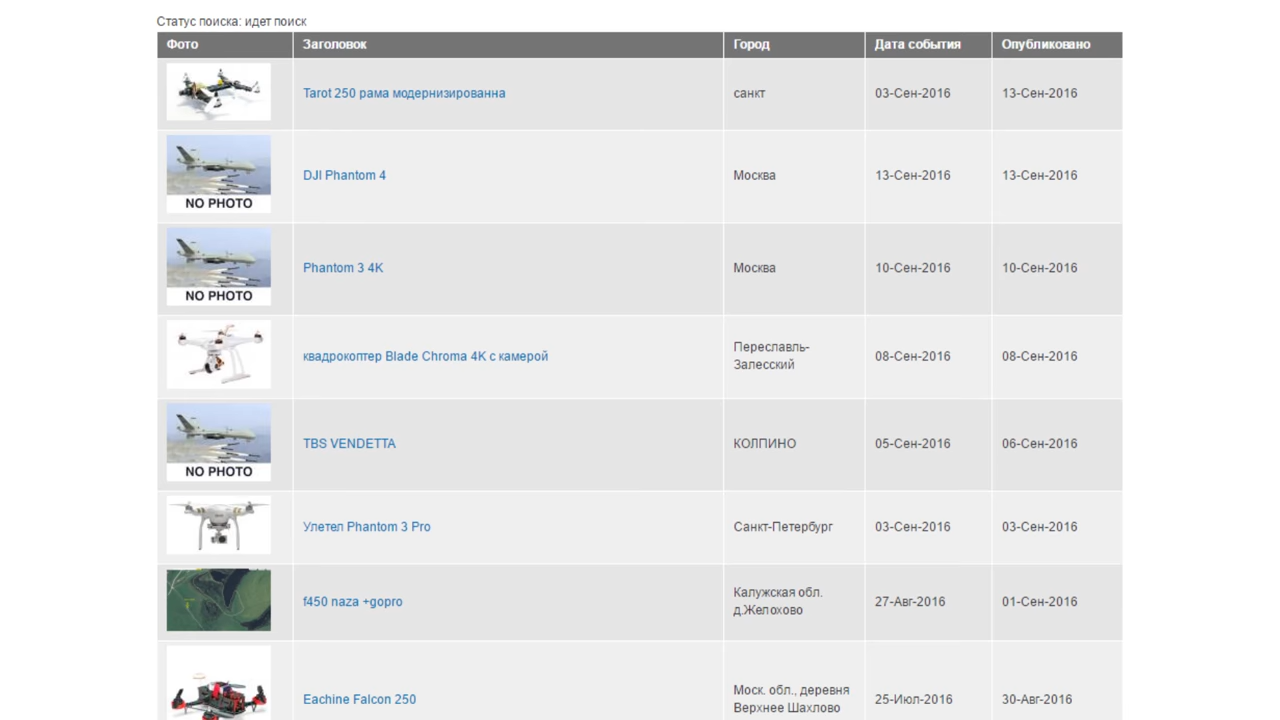 Статус поиска: идет поиск
Фото Заголовок Город Дата события Опубликовано
Tarot 250 рама модернизированна санкт 03-Сен-2016 13-Сен-2016
DJI Phantom 4 Москва 13-Сен-2016 13-Сен-2016
NO PHOTO
Phantom 3 4K Москва 10-Сен-2016 10-Сен-2016
NO PHOTO
квадрокоптер Blade Chroma 4K с камерой Переславль-
Залесский 08-Сен-2016 08-Сен-2016
TBS VENDETTA КОЛПИНО 05-Сен-2016 06-Сен-2016
NO PHOTO
Улетел Phantom 3 Pro Санкт-Петербург 03-Сен-2016 03-Сен-2016
f450 naza +gopro Калужская обл.
д.Желохово 27-Авг-2016 01-Сен-2016
Eachine Falcon 250 Моск. обл., деревня
Верхнее Шахлово 25-Июл-2016 30-Авг-2016